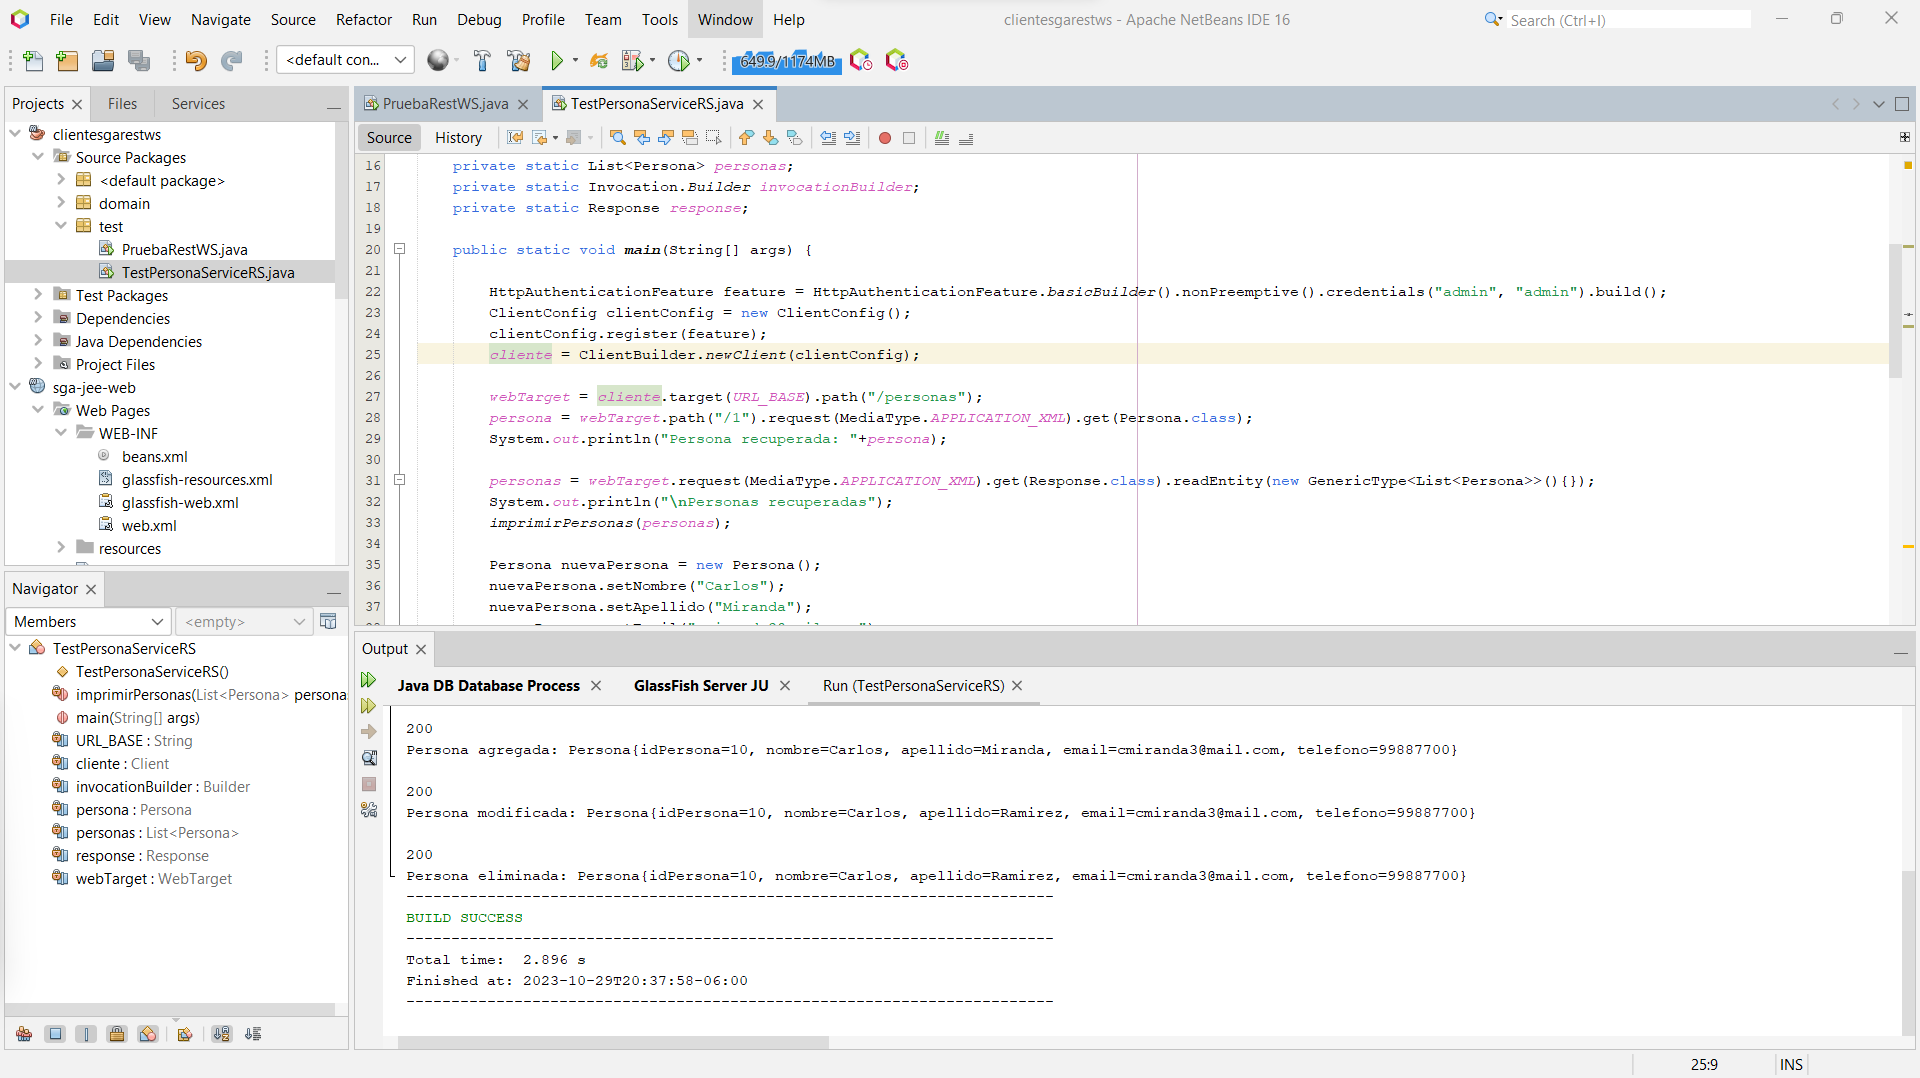 File Edit View Navigate Source Refactor Run Debug Profile Team Tools Window Help
clientesgarestws - Apache NetBeans IDE 16
Search (Ctrl+I)
<default con...
649.9/1174MB
Projects Files Services
clientesgarestws
Source Packages
<default package>
domain
test
PruebaRestWS.java
TestPersonaServiceRS.java
Test Packages
Dependencies
Java Dependencies
Project Files
sga-jee-web
Web Pages
WEB-INF
beans.xml
glassfish-resources.xml
glassfish-web.xml
web.xml
resources
Navigator
Members
<empty>
TestPersonaServiceRS
TestPersonaServiceRS()
imprimirPersonas(List<Persona> persona
main(String[] args)
URL_BASE : String
cliente : Client
invocationBuilder : Builder
persona : Persona
personas : List<Persona>
response : Response
webTarget : WebTarget
PruebaRestWS.java TestPersonaServiceRS.java
Source History
16 private static List<Persona> personas;
17 private static Invocation.Builder invocationBuilder;
18 private static Response response;
19
20 public static void main(String[] args) {
21
22 HttpAuthenticationFeature feature = HttpAuthenticationFeature.basicBuilder().nonPreemptive().credentials("admin", "admin").build();
23 ClientConfig clientConfig = new ClientConfig();
24 clientConfig.register(feature);
25 cliente = ClientBuilder.newClient(clientConfig);
26
27 webTarget = cliente.target(URL_BASE).path("/personas");
28 persona = webTarget.path("/1").request(MediaType.APPLICATION_XML).get(Persona.class);
29 System.out.println("Persona recuperada: "+persona);
30
31 personas = webTarget.request(MediaType.APPLICATION_XML).get(Response.class).readEntity(new GenericType<List<Persona>>(){});
32 System.out.println("\nPersonas recuperadas");
33 imprimirPersonas(personas);
34
35 Persona nuevaPersona = new Persona();
36 nuevaPersona.setNombre("Carlos");
37 nuevaPersona.setApellido("Miranda");
Output
Java DB Database Process GlassFish Server JU Run (TestPersonaServiceRS)
200
Persona agregada: Persona{idPersona=10, nombre=Carlos, apellido=Miranda, email=cmiranda3@mail.com, telefono=99887700}
200
Persona modificada: Persona{idPersona=10, nombre=Carlos, apellido=Ramirez, email=cmiranda3@mail.com, telefono=99887700}
200
Persona eliminada: Persona{idPersona=10, nombre=Carlos, apellido=Ramirez, email=cmiranda3@mail.com, telefono=99887700}
------------------------------------------------------------------------
BUILD SUCCESS
------------------------------------------------------------------------
Total time:  2.896 s
Finished at: 2023-10-29T20:37:58-06:00
------------------------------------------------------------------------
25:9 INS